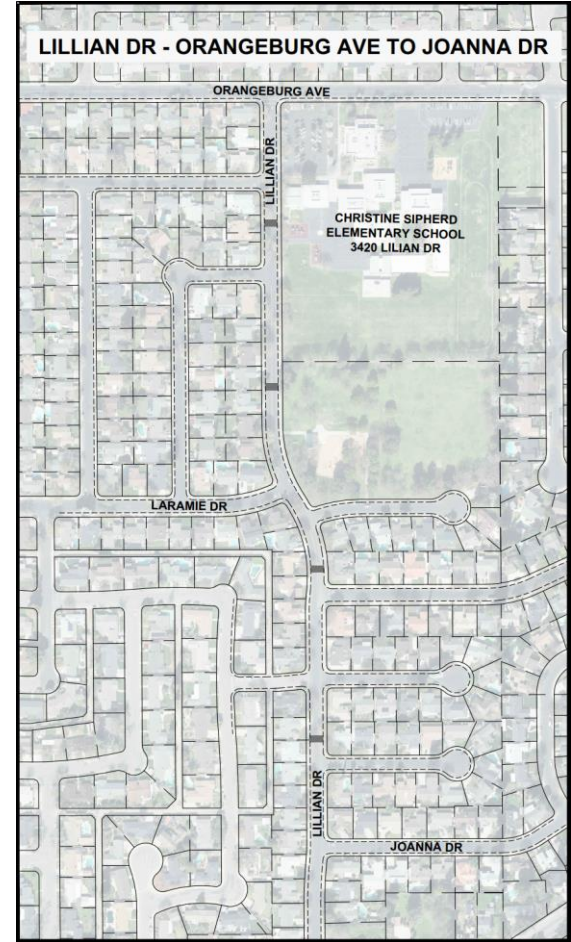 LILLIAN DR - ORANGEBURG AVE TO JOANNA DR
ORANGEBURG AVE
LILLIAN DR
CHRISTINE SIPHERD
ELEMENTARY SCHOOL
3420 LILIAN DR
LARAMIE DR
LILLIAN DR
JOANNA DR